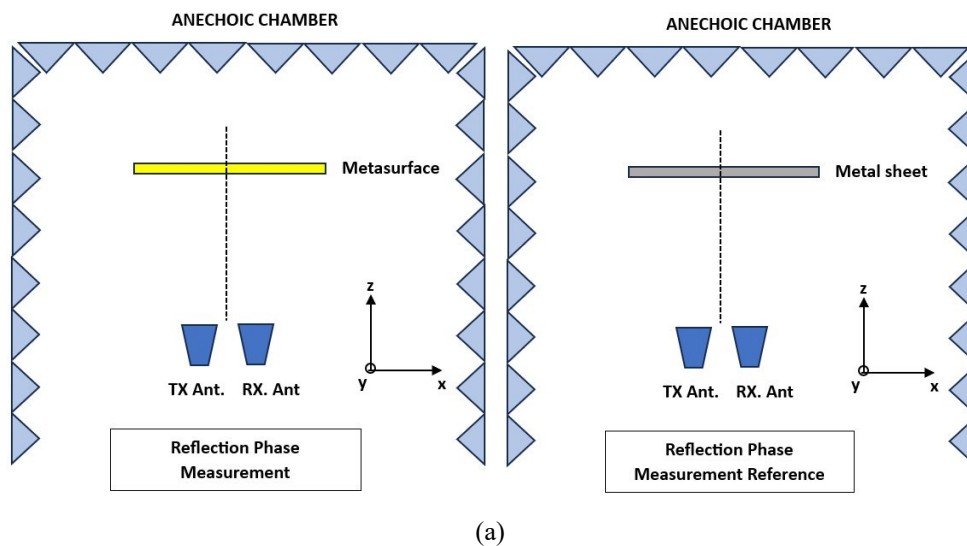 ANECHOIC CHAMBER
Metasurface
z
y
x
TX Ant.
RX. Ant
Reflection Phase
Measurement
ANECHOIC CHAMBER
Metal sheet
z
y
x
TX Ant.
RX. Ant
Reflection Phase
Measurement Reference
(a)